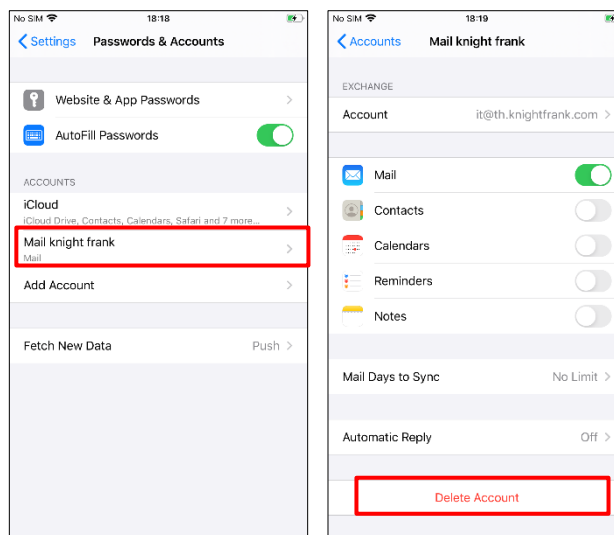 No SIM 18:18
Settings Passwords & Accounts
Website & App Passwords
AutoFill Passwords
ACCOUNTS
iCloud
iCloud Drive, Contacts, Calendars, Safari and 7 more...
Mail knight frank
Mail
Add Account
Fetch New Data Push
No SIM 18:19
Accounts Mail knight frank
EXCHANGE
Account it@th.knightfrank.com
Mail
Contacts
Calendars
Reminders
Notes
Mail Days to Sync No Limit
Automatic Reply Off
Delete Account